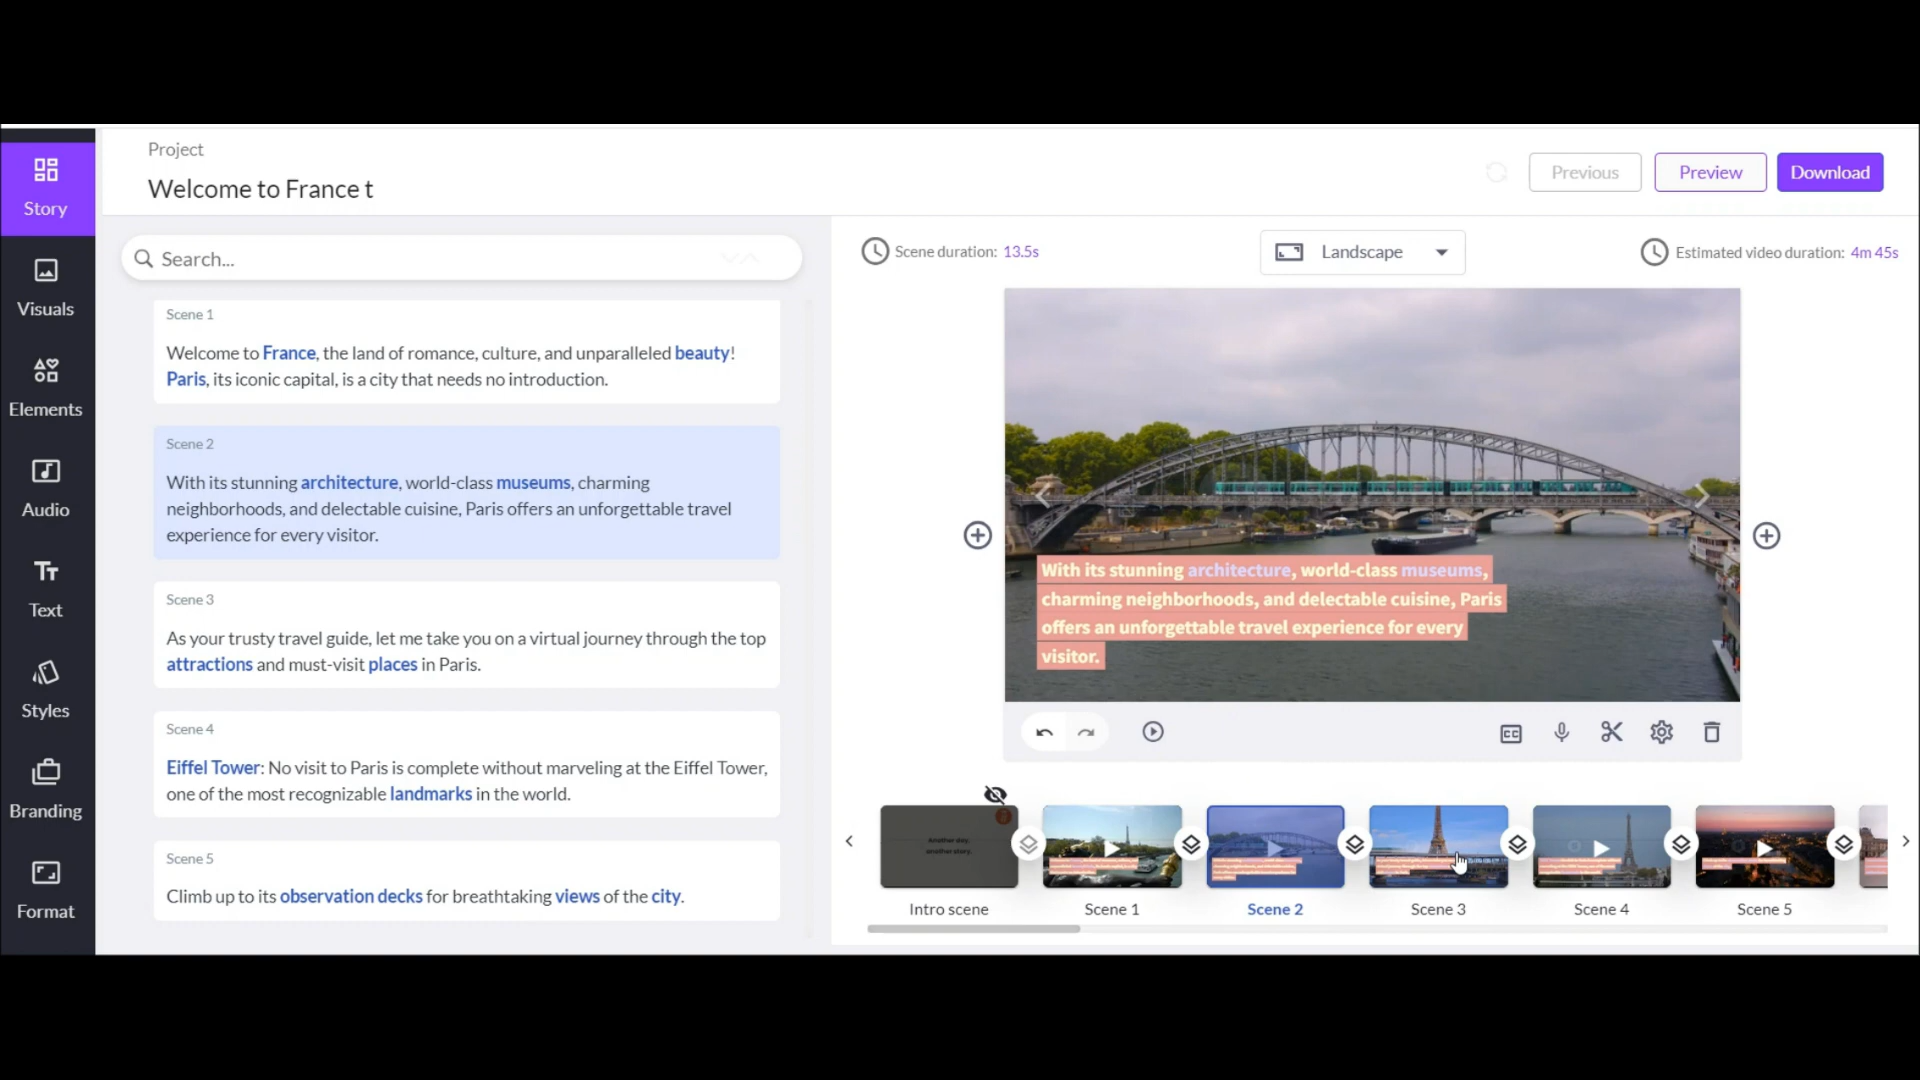 Project
Welcome to France t
Previous
Preview
Download
Story
Visuals
Elements
Audio
Text
Styles
Branding
Format
Search...
Scene 1
Welcome to France, the land of romance, culture, and unparalleled beauty!
Paris, its iconic capital, is a city that needs no introduction.
Scene 2
With its stunning architecture, world-class museums, charming
neighborhoods, and delectable cuisine, Paris offers an unforgettable travel
experience for every visitor.
Scene 3
As your trusty travel guide, let me take you on a virtual journey through the top
attractions and must-visit places in Paris.
Scene 4
Eiffel Tower: No visit to Paris is complete without marveling at the Eiffel Tower,
one of the most recognizable landmarks in the world.
Scene 5
Climb up to its observation decks for breathtaking views of the city.
Scene duration: 13.5s
Landscape
Estimated video duration: 4m 45s
With its stunning architecture, world-class museums,
charming neighborhoods, and delectable cuisine, Paris
offers an unforgettable travel experience for every
visitor.
CC
Another day,
another story.
Intro scene
Scene 1
Scene 2
Scene 3
Scene 4
Scene 5